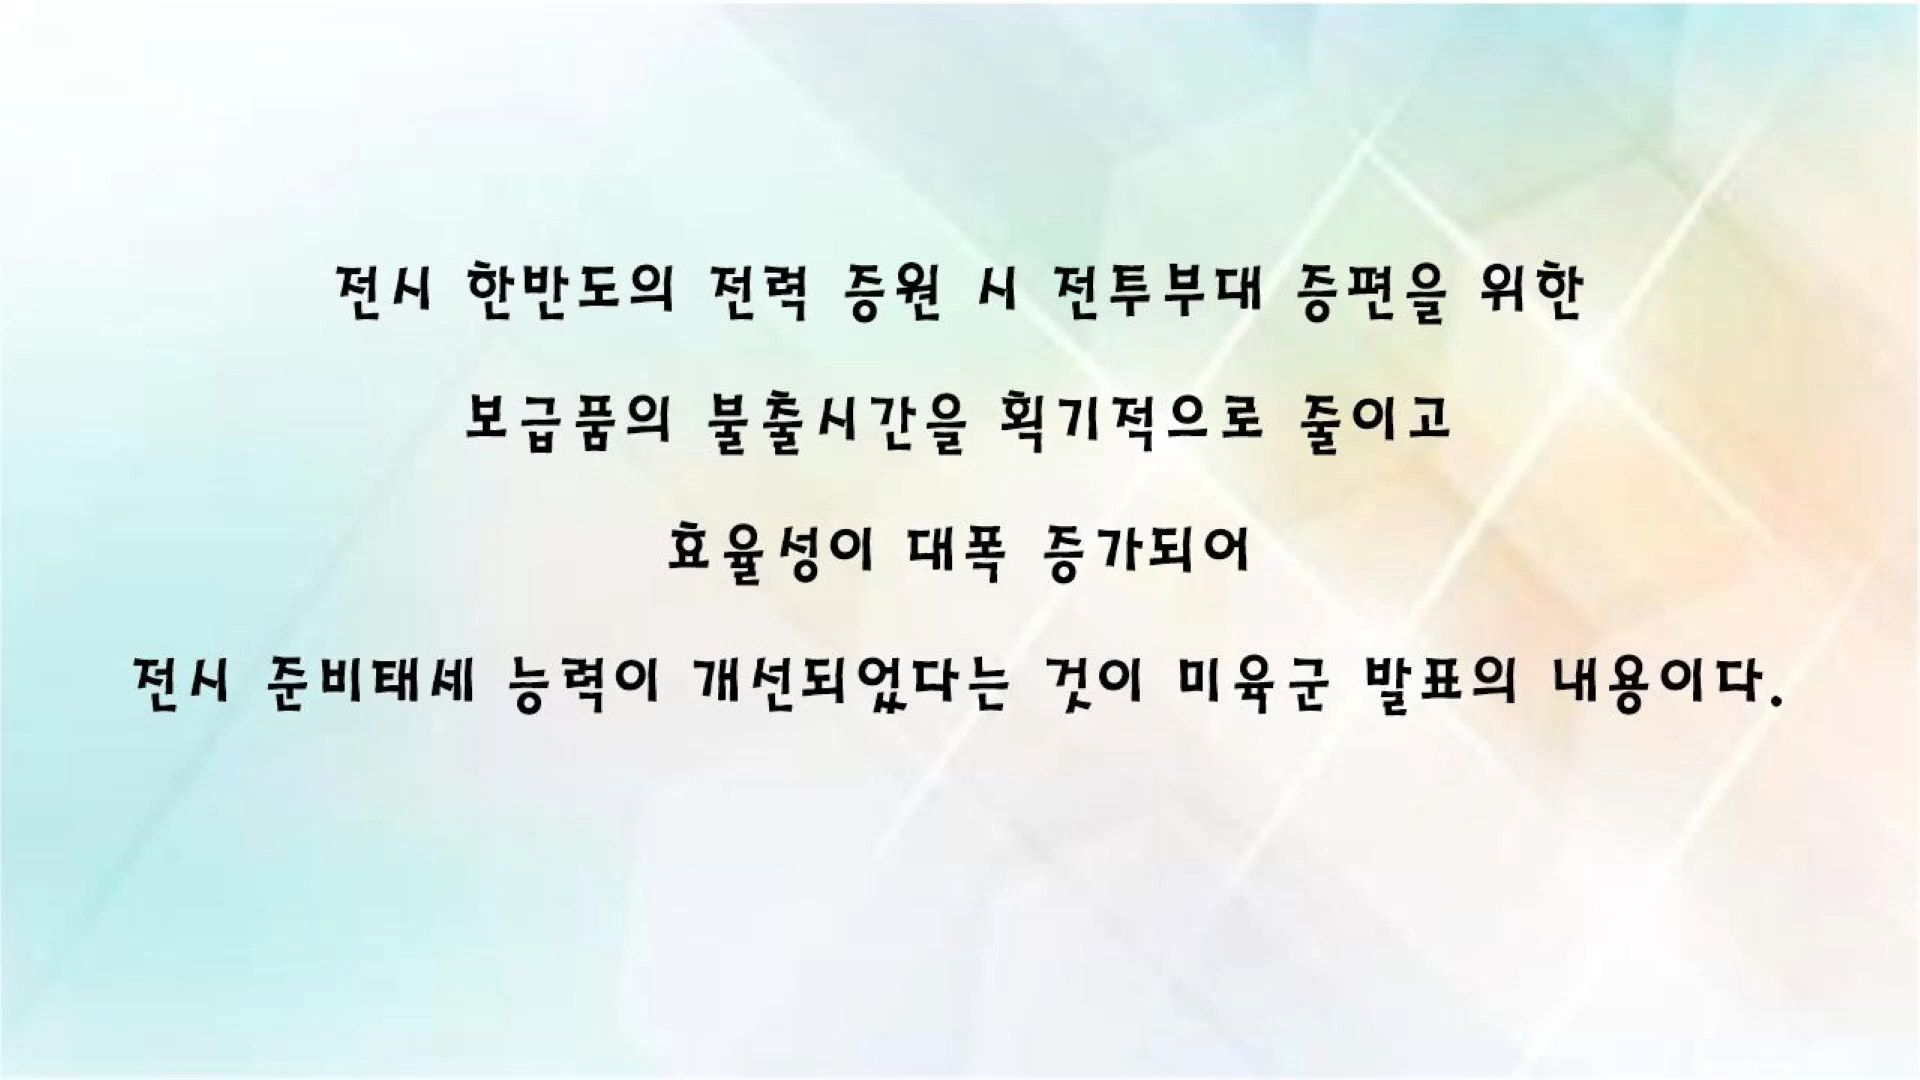 전시 한반도의 전력 증원 시 전투부대 증편을 위한
보급품의 불출시간을 획기적으로 줄이고
효율성이 대폭 증가되어
전시 준비태세 능력이 개선되었다는 것이 미육군 발표의 내용이다.